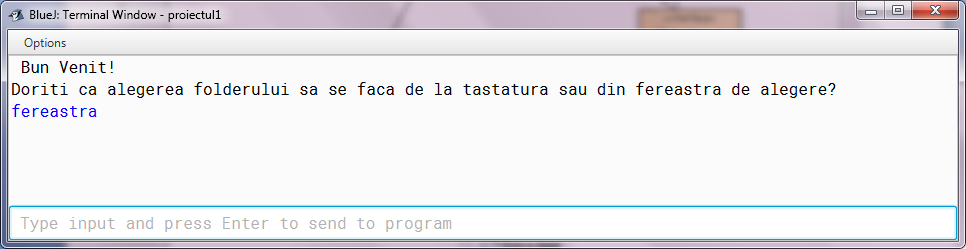 BlueJ: Terminal Window - proiectul1
Options
Bun Venit!
Doriti ca alegerea folderului sa se faca de la tastatura sau din fereastra de alegere?
fereastra
Type input and press Enter to send to program